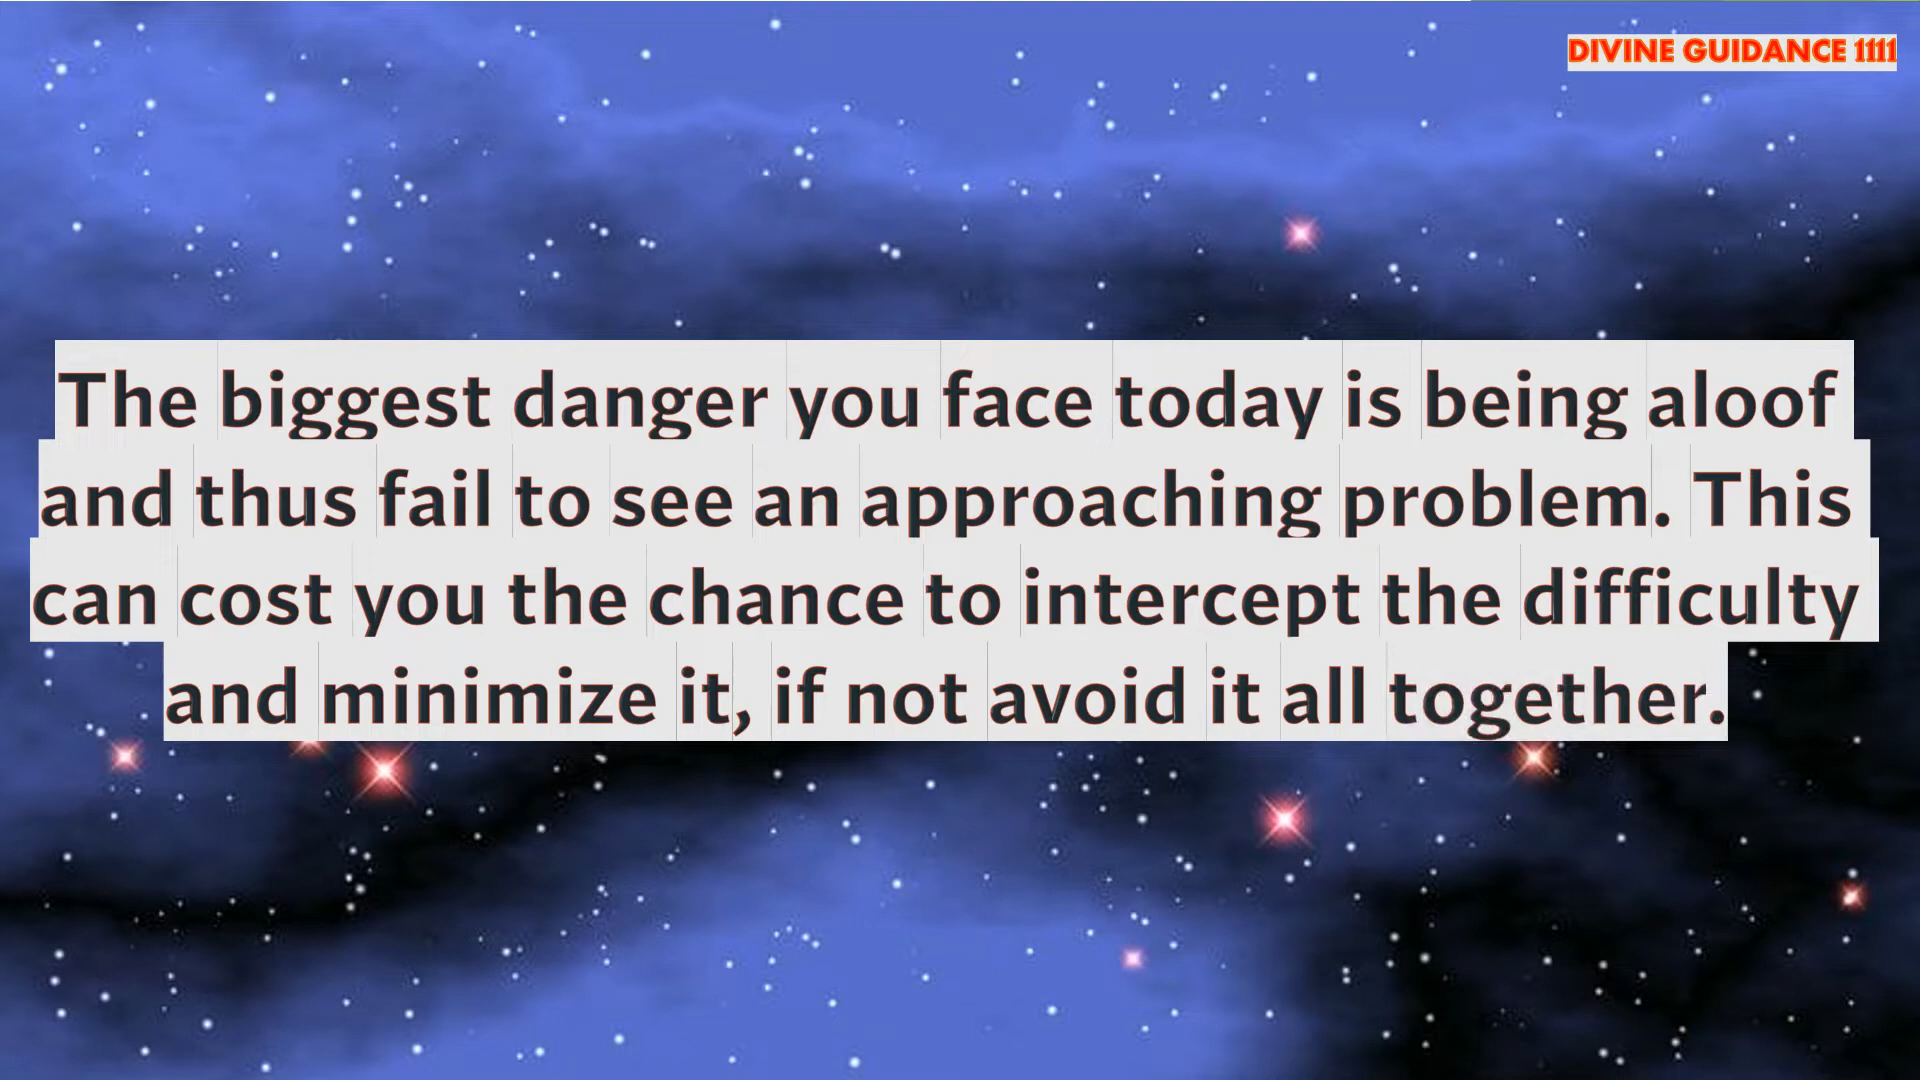 DIVINE GUIDANCE 1111
The biggest danger you face today is being aloof
and thus fail to see an approaching problem. This
can cost you the chance to intercept the difficulty
and minimize it, if not avoid it all together.